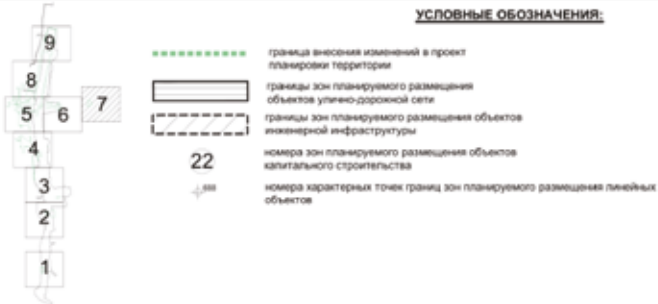 УСЛОВНЫЕ ОБОЗНАЧЕНИЯ:
9
8
5
6
7
4
3
2
1
граница внесения изменений в проект
планировки территории
границы зон планируемого размещения
объектов улично-дорожной сети
границы зон планируемого размещения объектов
инженерной инфраструктуры
22
номера зон планируемого размещения объектов
капитального строительства
номера характерных точек границ зон планируемого размещения линейных
объектов